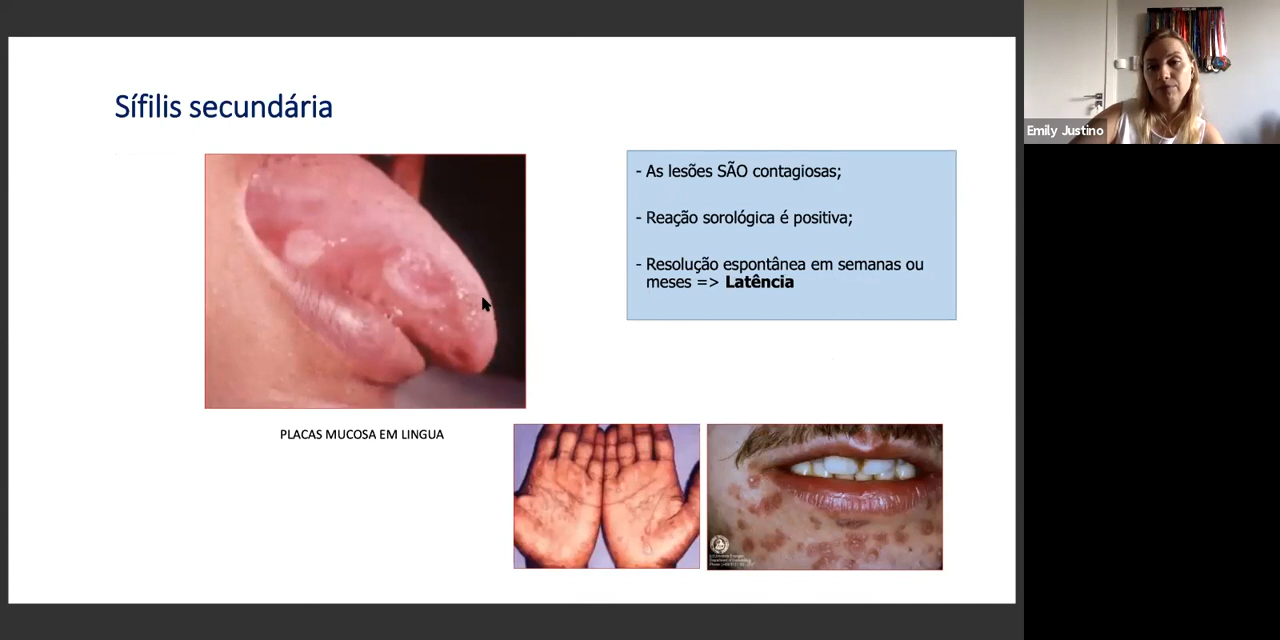 Sífilis secundária
- As lesões SÃO contagiosas;
- Reação sorológica é positiva;
- Resolução espontânea em semanas ou
meses => Latência
PLACAS MUCOSA EM LINGUA
Emily Justino